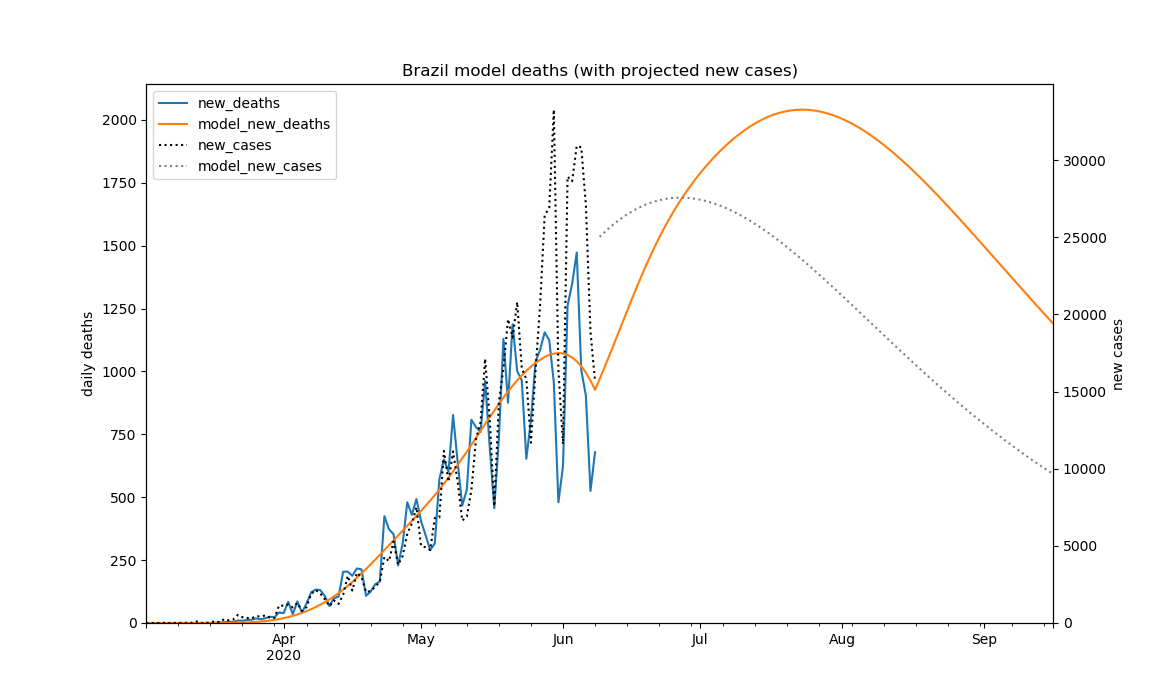 Brazil model deaths (with projected new cases)
new_deaths
model_new_deaths
new_cases
model_new_cases
daily deaths
2000
1750
1500
1250
1000
750
500
250
0
30000
25000
20000
15000
10000
5000
0
new cases
Apr May Jun Jul Aug Sep
2020